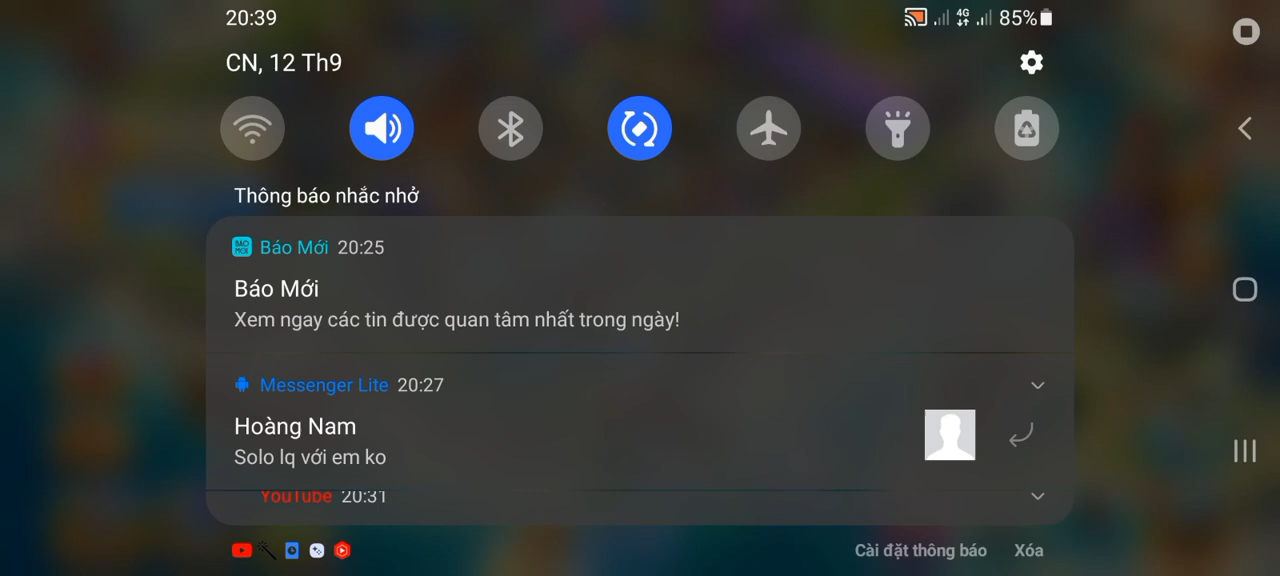 20:39
4G
85%
CN, 12 Th9
Thông báo nhắc nhở
BÁO MỚI
Báo Mới 20:25
Báo Mới
Xem ngay các tin được quan tâm nhất trong ngày!
Messenger Lite 20:27
Hoàng Nam
Solo lq với em ko
YouTube 20:31
Cài đặt thông báo
Xóa